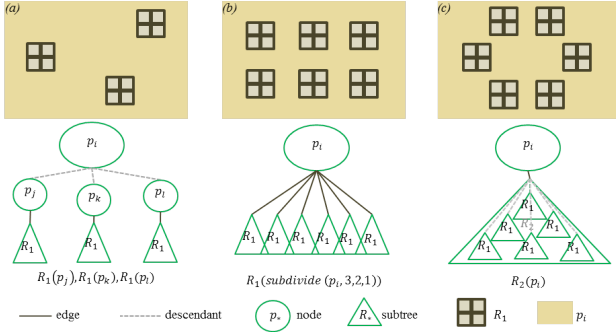 (a) (b) (c)
p_i p_i p_i
p_j p_k p_l
R_1 R_1 R_1 R_1 R_1 R_1 R_1 R_1 R_1 R_1 R_1 R_1 R_2 R_1 R_1 R_1
R_1(p_j),R_1(p_k),R_1(p_l) R_1(subdivide (p_i,3,2,1)) R_2(p_i)
edge descendant p_* node R_* subtree R_1 p_i